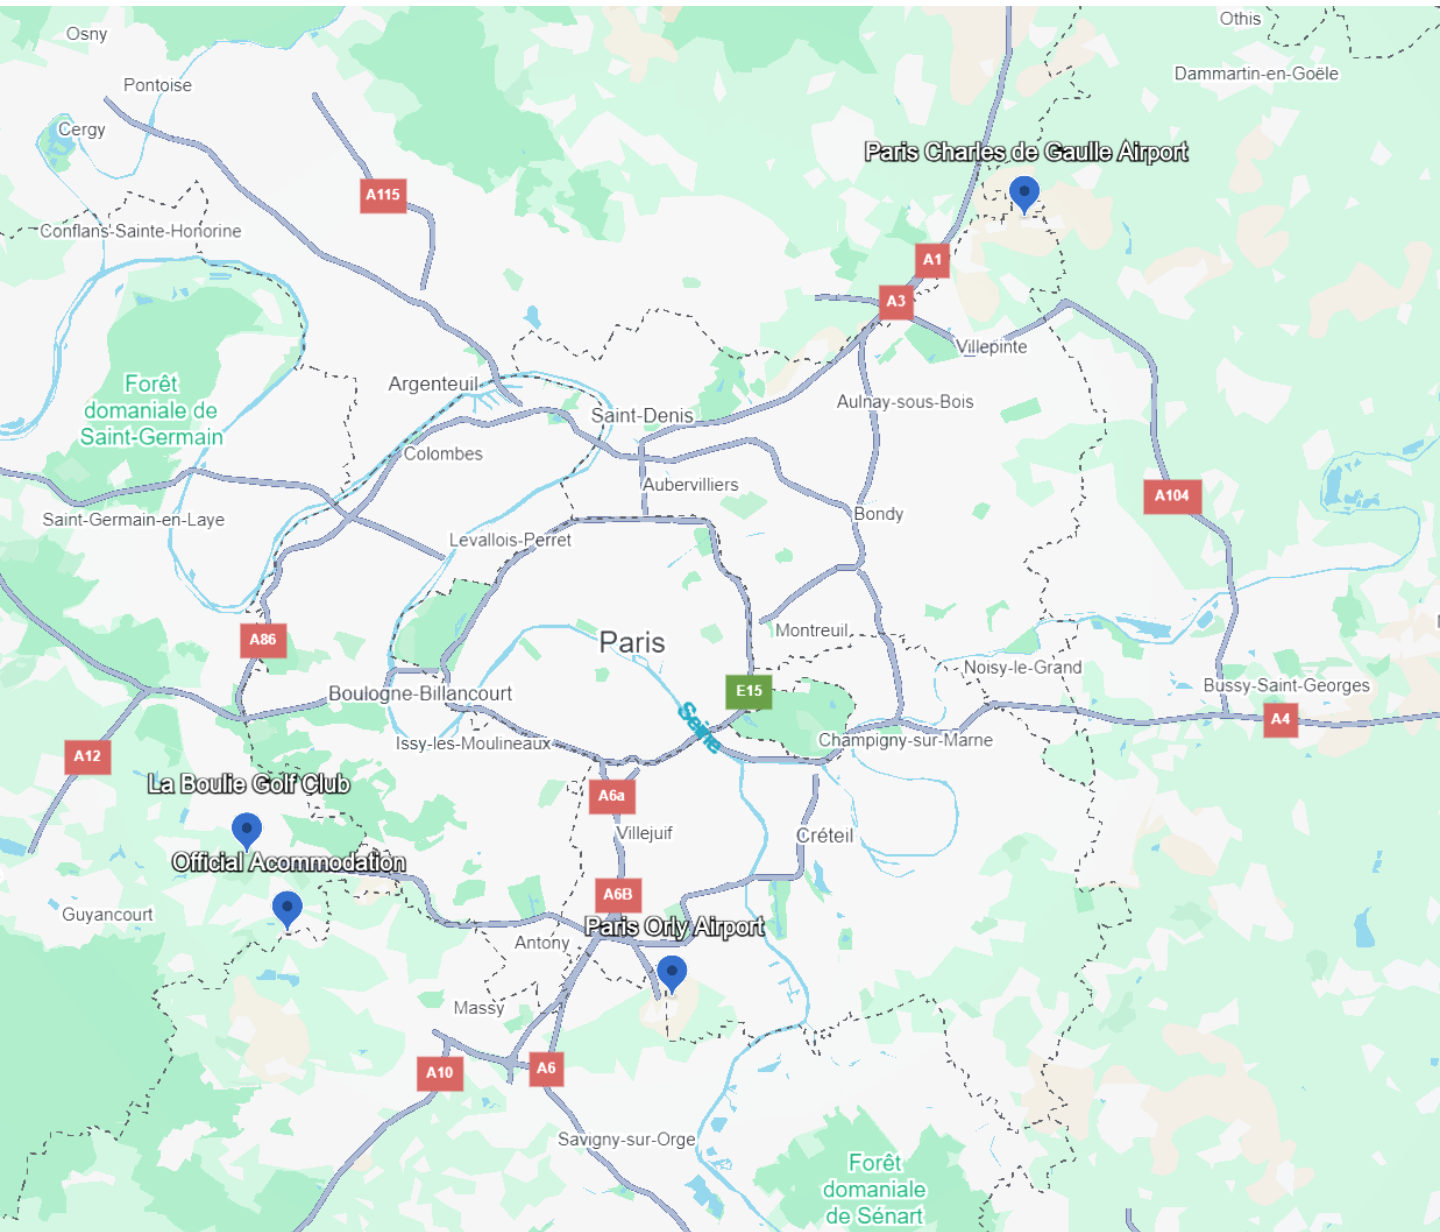 Osny
Othis
Dammartin-en-Goële
Pontoise
Cergy
Paris Charles de Gaulle Airport
A115
Conflans-Sainte-Honorine
A1
A3
Villepinte
Forêt
domaniale de
Saint-Germain
Argenteuil
Saint-Denis
Aulnay-sous-Bois
Colombes
Aubervilliers
A104
Saint-Germain-en-Laye
Bondy
Levallois-Perret
A86
Paris
Montreuil
Noisy-le-Grand
Boulogne-Billancourt
E15
Bussy-Saint-Georges
A4
Seine
Issy-les-Moulineaux
Champigny-sur-Marne
A12
La Boulie Golf Club
A6a
Villejuif
Créteil
Official Acommodation
A6B
Guyancourt
Paris Orly Airport
Antony
Massy
A10
A6
Savigny-sur-Orge
Forêt
domaniale
de Sénart